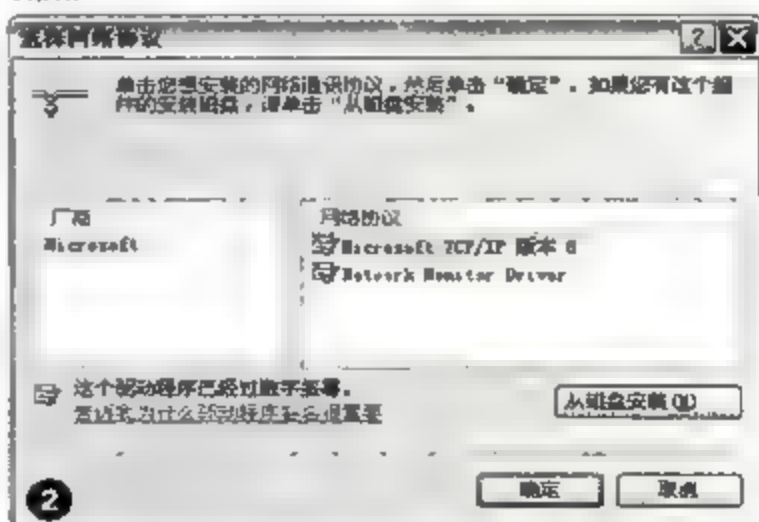 选择网络协议
单击您想安装的网络通讯协议，然后单击“确定”。如果您有这个组
件的安装磁盘，请单击“从磁盘安装”。
厂商
Microsoft
网络协议
Microsoft TCP/IP 版本 6
Network Monitor Driver
这个驱动程序已经过数字签署。
告诉我为什么驱动程序签名很重要
从磁盘安装(H)
确定
取消
2